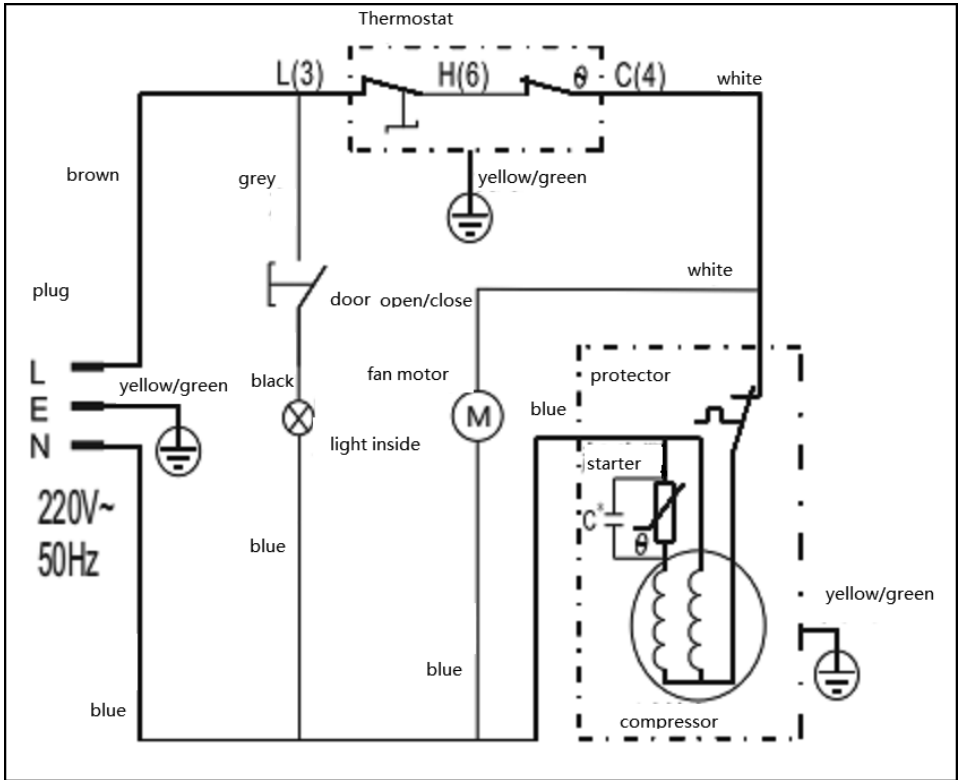 Thermostat
L(3)
H(6)
θ
C(4)
white
brown
grey
yellow/green
white
plug
door open/close
L
yellow/green
black
fan motor
protector
E
M
blue
N
light inside
starter
220V~
C*
50Hz
blue
θ
yellow/green
blue
blue
compressor